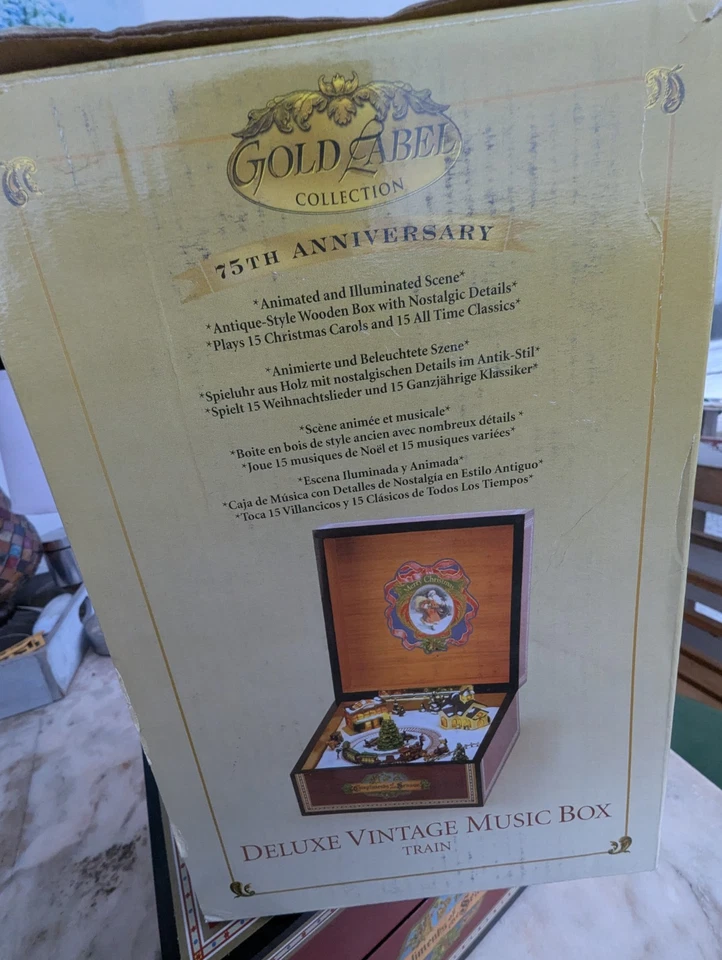 GOLD LABEL
COLLECTION
75TH ANNIVERSARY
*Animated and Illuminated Scene*
*Antique-Style Wooden Box with Nostalgic Details*
*Plays 15 Christmas Carols and 15 All Time Classics*
*Animierte und Beleuchtete Szene*
*Spieluhr aus Holz mit nostalgischen Details im Antik-Stil*
*Spielt 15 Weihnachtslieder und 15 Ganzjährige Klassiker*
*Scène animée et musicale*
*Boite en bois de style ancien avec nombreux détails *
*Joue 15 musiques de Noël et 15 musiques variées*
*Escena Iluminada y Animada*
*Caja de Música con Detalles de Nostalgia en Estilo Antiguo*
*Toca 15 Villancicos y 15 Clásicos de Todos Los Tiempos*
Merry Christmas
DELUXE VINTAGE MUSIC BOX
TRAIN